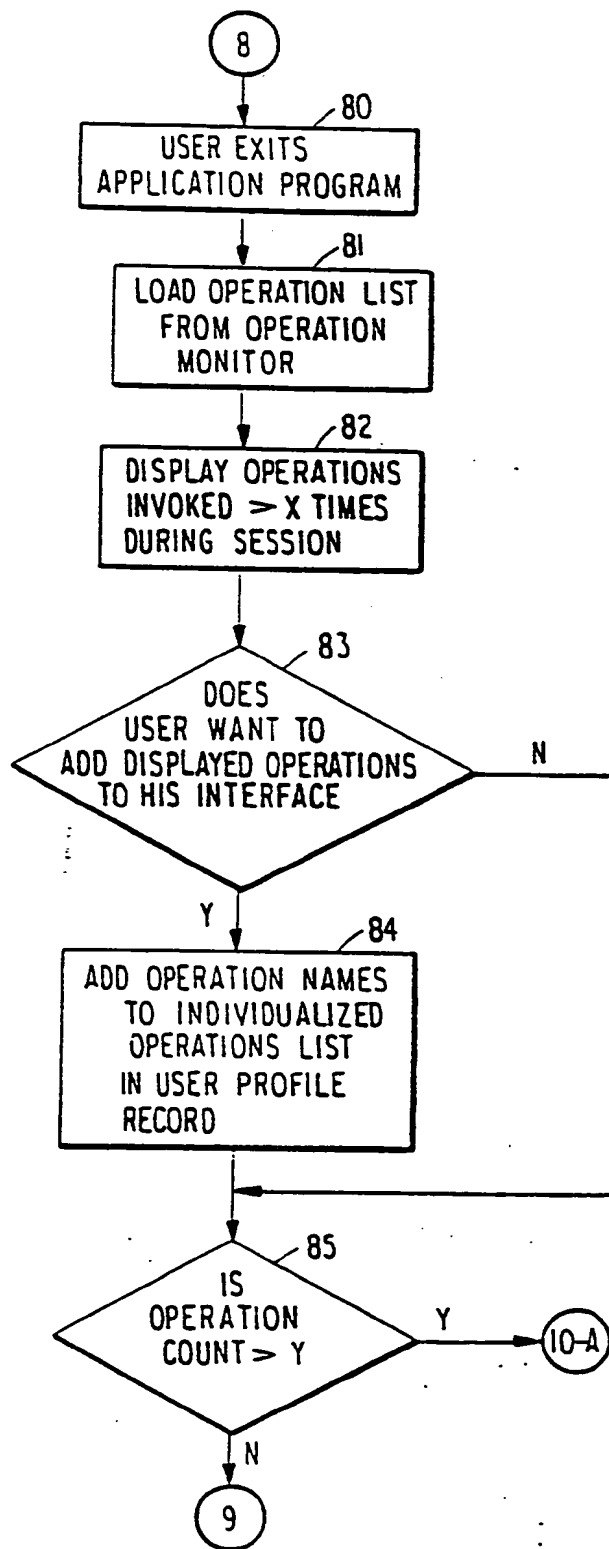 8
80
USER EXITS
APPLICATION PROGRAM
81
LOAD OPERATION LIST
FROM OPERATION
MONITOR
82
DISPLAY OPERATIONS
INVOKED > X TIMES
DURING SESSION
83
DOES
USER WANT TO
ADD DISPLAYED OPERATIONS
TO HIS INTERFACE
N
Y
84
ADD OPERATION NAMES
TO INDIVIDUALIZED
OPERATIONS LIST
IN USER PROFILE
RECORD
85
IS
OPERATION
COUNT > Y
Y
10-A
N
9